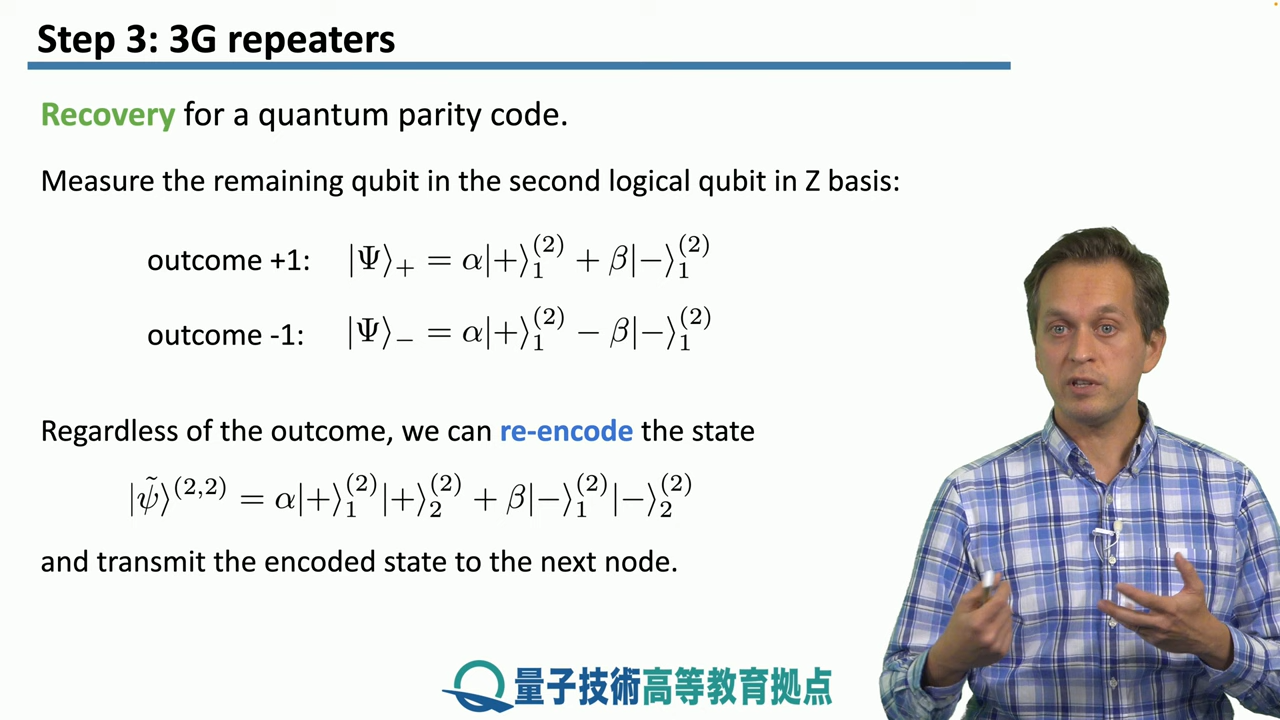 Step 3: 3G repeaters
Recovery for a quantum parity code.
Measure the remaining qubit in the second logical qubit in Z basis:
outcome +1: |Ψ⟩₊ = α|+⟩₁⁽²⁾ + β|−⟩₁⁽²⁾
outcome -1: |Ψ⟩₋ = α|+⟩₁⁽²⁾ − β|−⟩₁⁽²⁾
Regardless of the outcome, we can re-encode the state
|ψ̃⟩⁽²,²⁾ = α|+⟩₁⁽²⁾|+⟩₂⁽²⁾ + β|−⟩₁⁽²⁾|−⟩₂⁽²⁾
and transmit the encoded state to the next node.
量子技術高等教育拠点